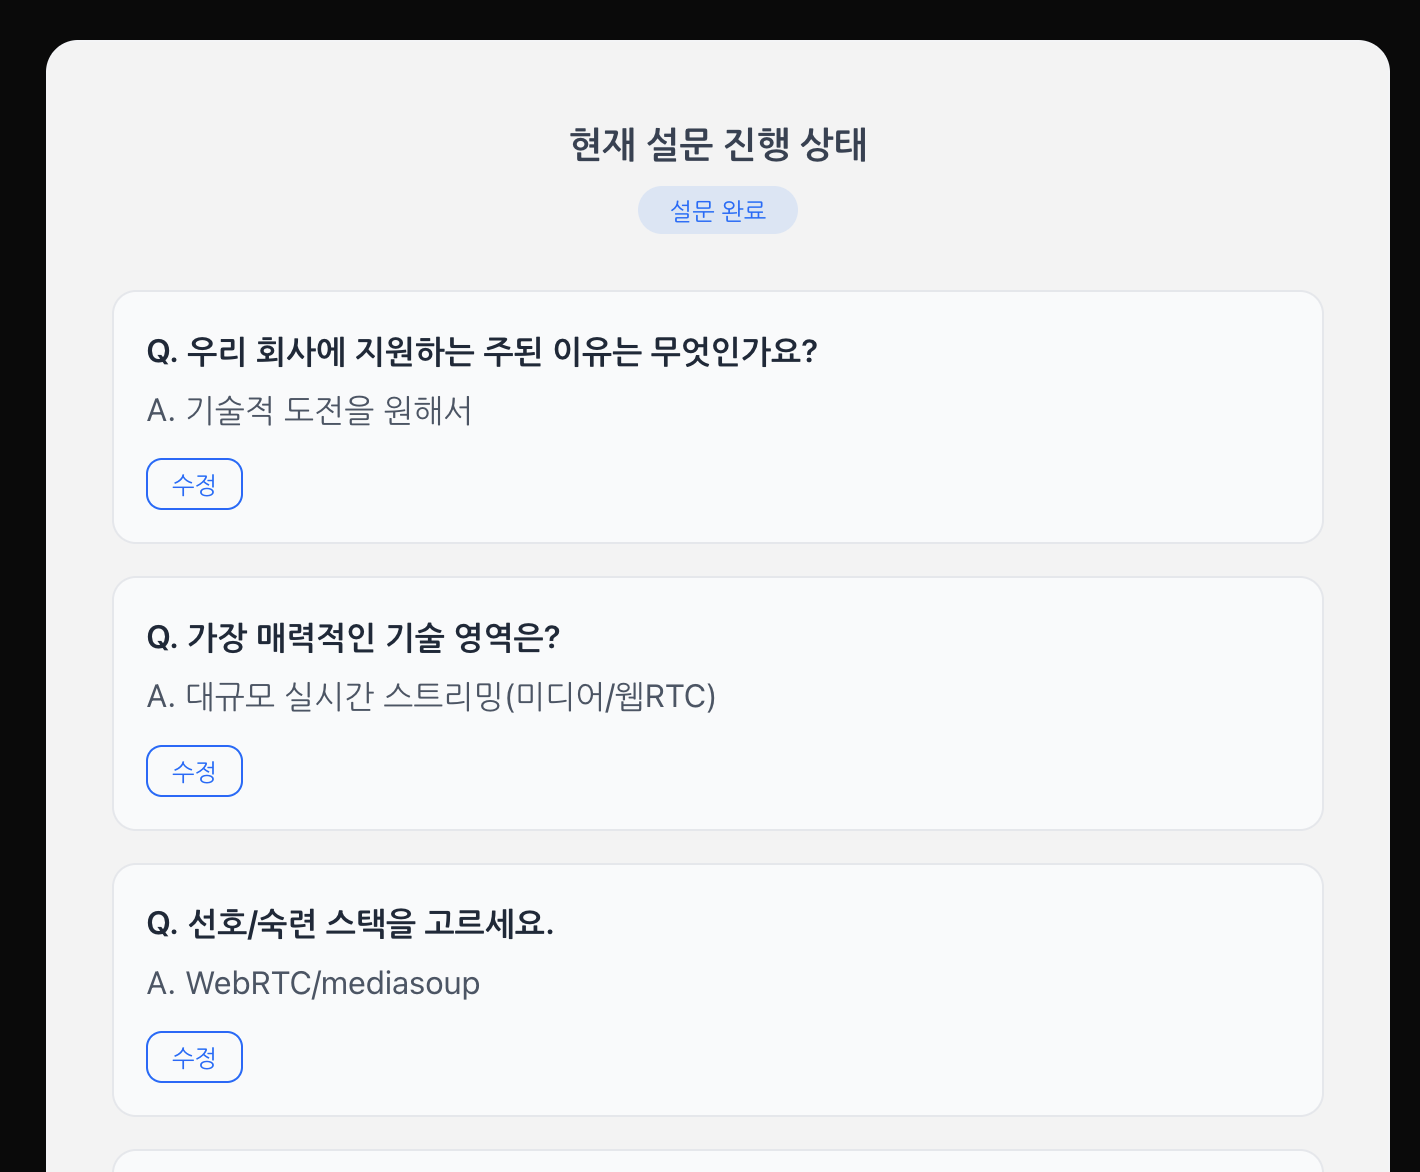 현재 설문 진행 상태
설문 완료
Q. 우리 회사에 지원하는 주된 이유는 무엇인가요?
A. 기술적 도전을 원해서
수정
Q. 가장 매력적인 기술 영역은?
A. 대규모 실시간 스트리밍(미디어/웹RTC)
수정
Q. 선호/숙련 스택을 고르세요.
A. WebRTC/mediasoup
수정